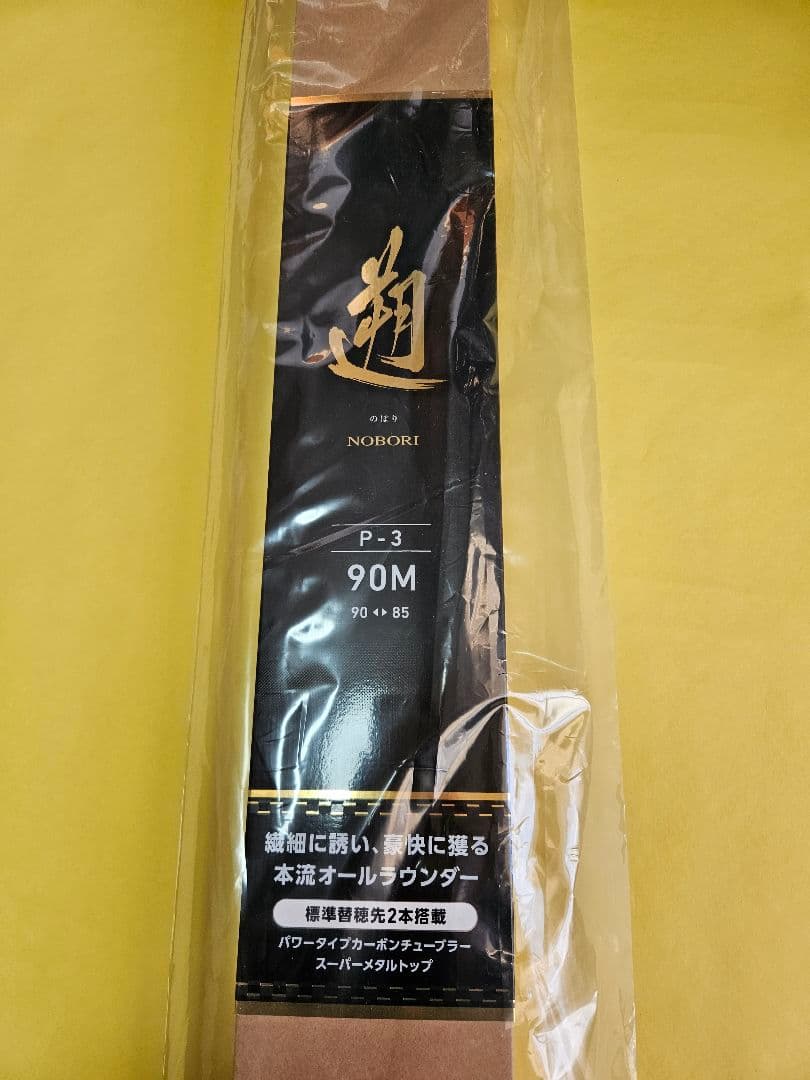 遡
のぼり
NOBORI
P-3
90M
90◂▸85
繊細に誘い、豪快に獲る
本流オールラウンダー
標準替穂先2本搭載
パワータイプカーボンチューブラー
スーパーメタルトップ